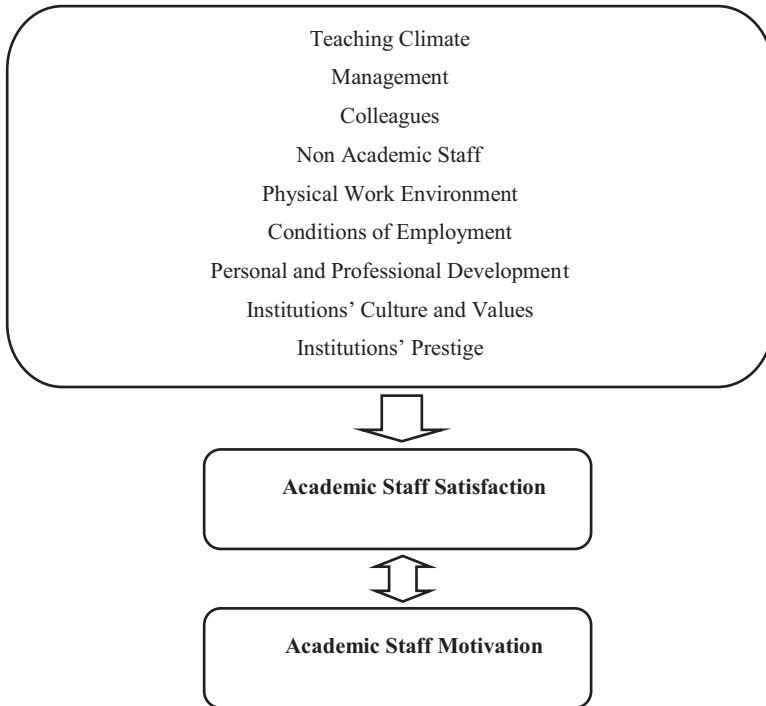 Teaching Climate
Management
Colleagues
Non Academic Staff
Physical Work Environment
Conditions of Employment
Personal and Professional Development
Institutions’ Culture and Values
Institutions’ Prestige
Academic Staff Satisfaction
Academic Staff Motivation